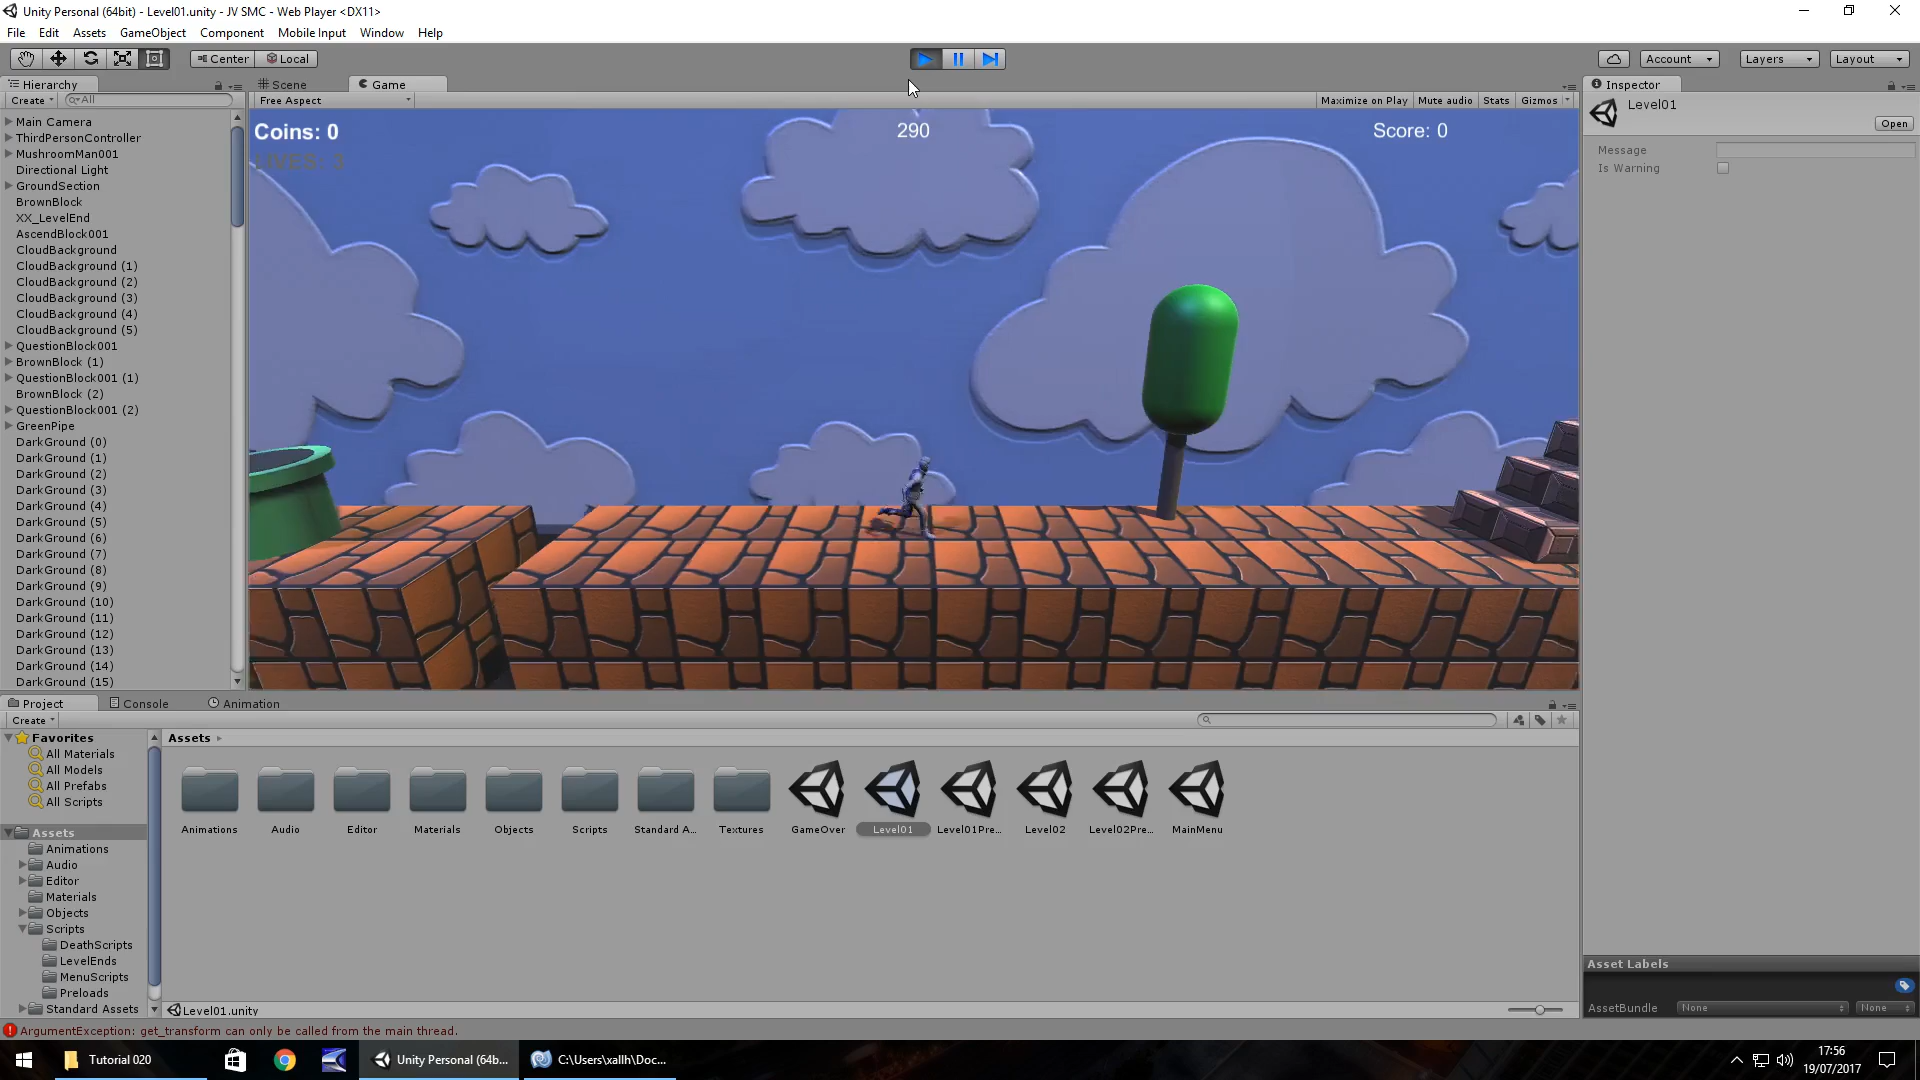 Unity Personal (64bit) - Level01.unity - JV SMC - Web Player <DX11>
File Edit Assets GameObject Component Mobile Input Window Help
Center Local Account Layers Layout
Hierarchy Scene Game Inspector
Create All Free Aspect Maximize on Play Mute audio Stats Gizmos
Level01
Open
Message
Is Warning
Coins: 0 290 Score: 0
LIVES: 3
Main Camera
ThirdPersonController
MushroomMan001
Directional Light
GroundSection
BrownBlock
XX_LevelEnd
AscendBlock001
CloudBackground
CloudBackground (1)
CloudBackground (2)
CloudBackground (3)
CloudBackground (4)
CloudBackground (5)
QuestionBlock001
BrownBlock (1)
QuestionBlock001 (1)
BrownBlock (2)
QuestionBlock001 (2)
GreenPipe
DarkGround (0)
DarkGround (1)
DarkGround (2)
DarkGround (3)
DarkGround (4)
DarkGround (5)
DarkGround (6)
DarkGround (7)
DarkGround (8)
DarkGround (9)
DarkGround (10)
DarkGround (11)
DarkGround (12)
DarkGround (13)
DarkGround (14)
DarkGround (15)
Project Console Animation
Create
Favorites
All Materials
All Models
All Prefabs
All Scripts
Assets
Animations
Audio
Editor
Materials
Objects
Scripts
DeathScripts
LevelEnds
MenuScripts
Preloads
Standard Assets
Assets
Animations Audio Editor Materials Objects Scripts Standard A... Textures GameOver Level01 Level01Pre... Level02 Level02Pre... MainMenu
Level01.unity
Asset Labels
AssetBundle None None
ArgumentException: get_transform can only be called from the main thread.
Tutorial 020 Unity Personal (64b... C:\Users\xallh\Doc...
17:56
19/07/2017